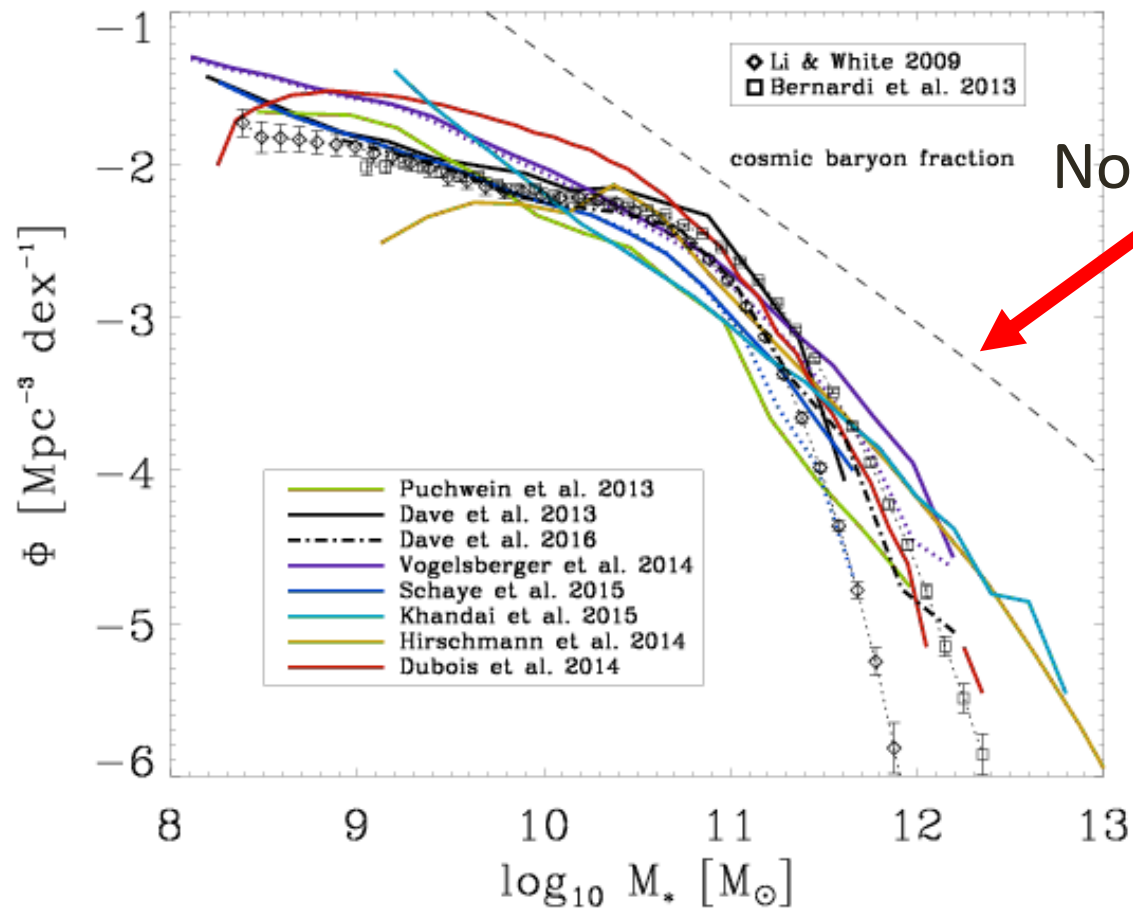 −1
−2
−3
−4
−5
−6
Φ [Mpc⁻³ dex⁻¹]
Li & White 2009
Bernardi et al. 2013
cosmic baryon fraction
No
Puchwein et al. 2013
Dave et al. 2013
Dave et al. 2016
Vogelsberger et al. 2014
Schaye et al. 2015
Khandai et al. 2015
Hirschmann et al. 2014
Dubois et al. 2014
8 9 10 11 12 13
log₁₀ M* [M☉]